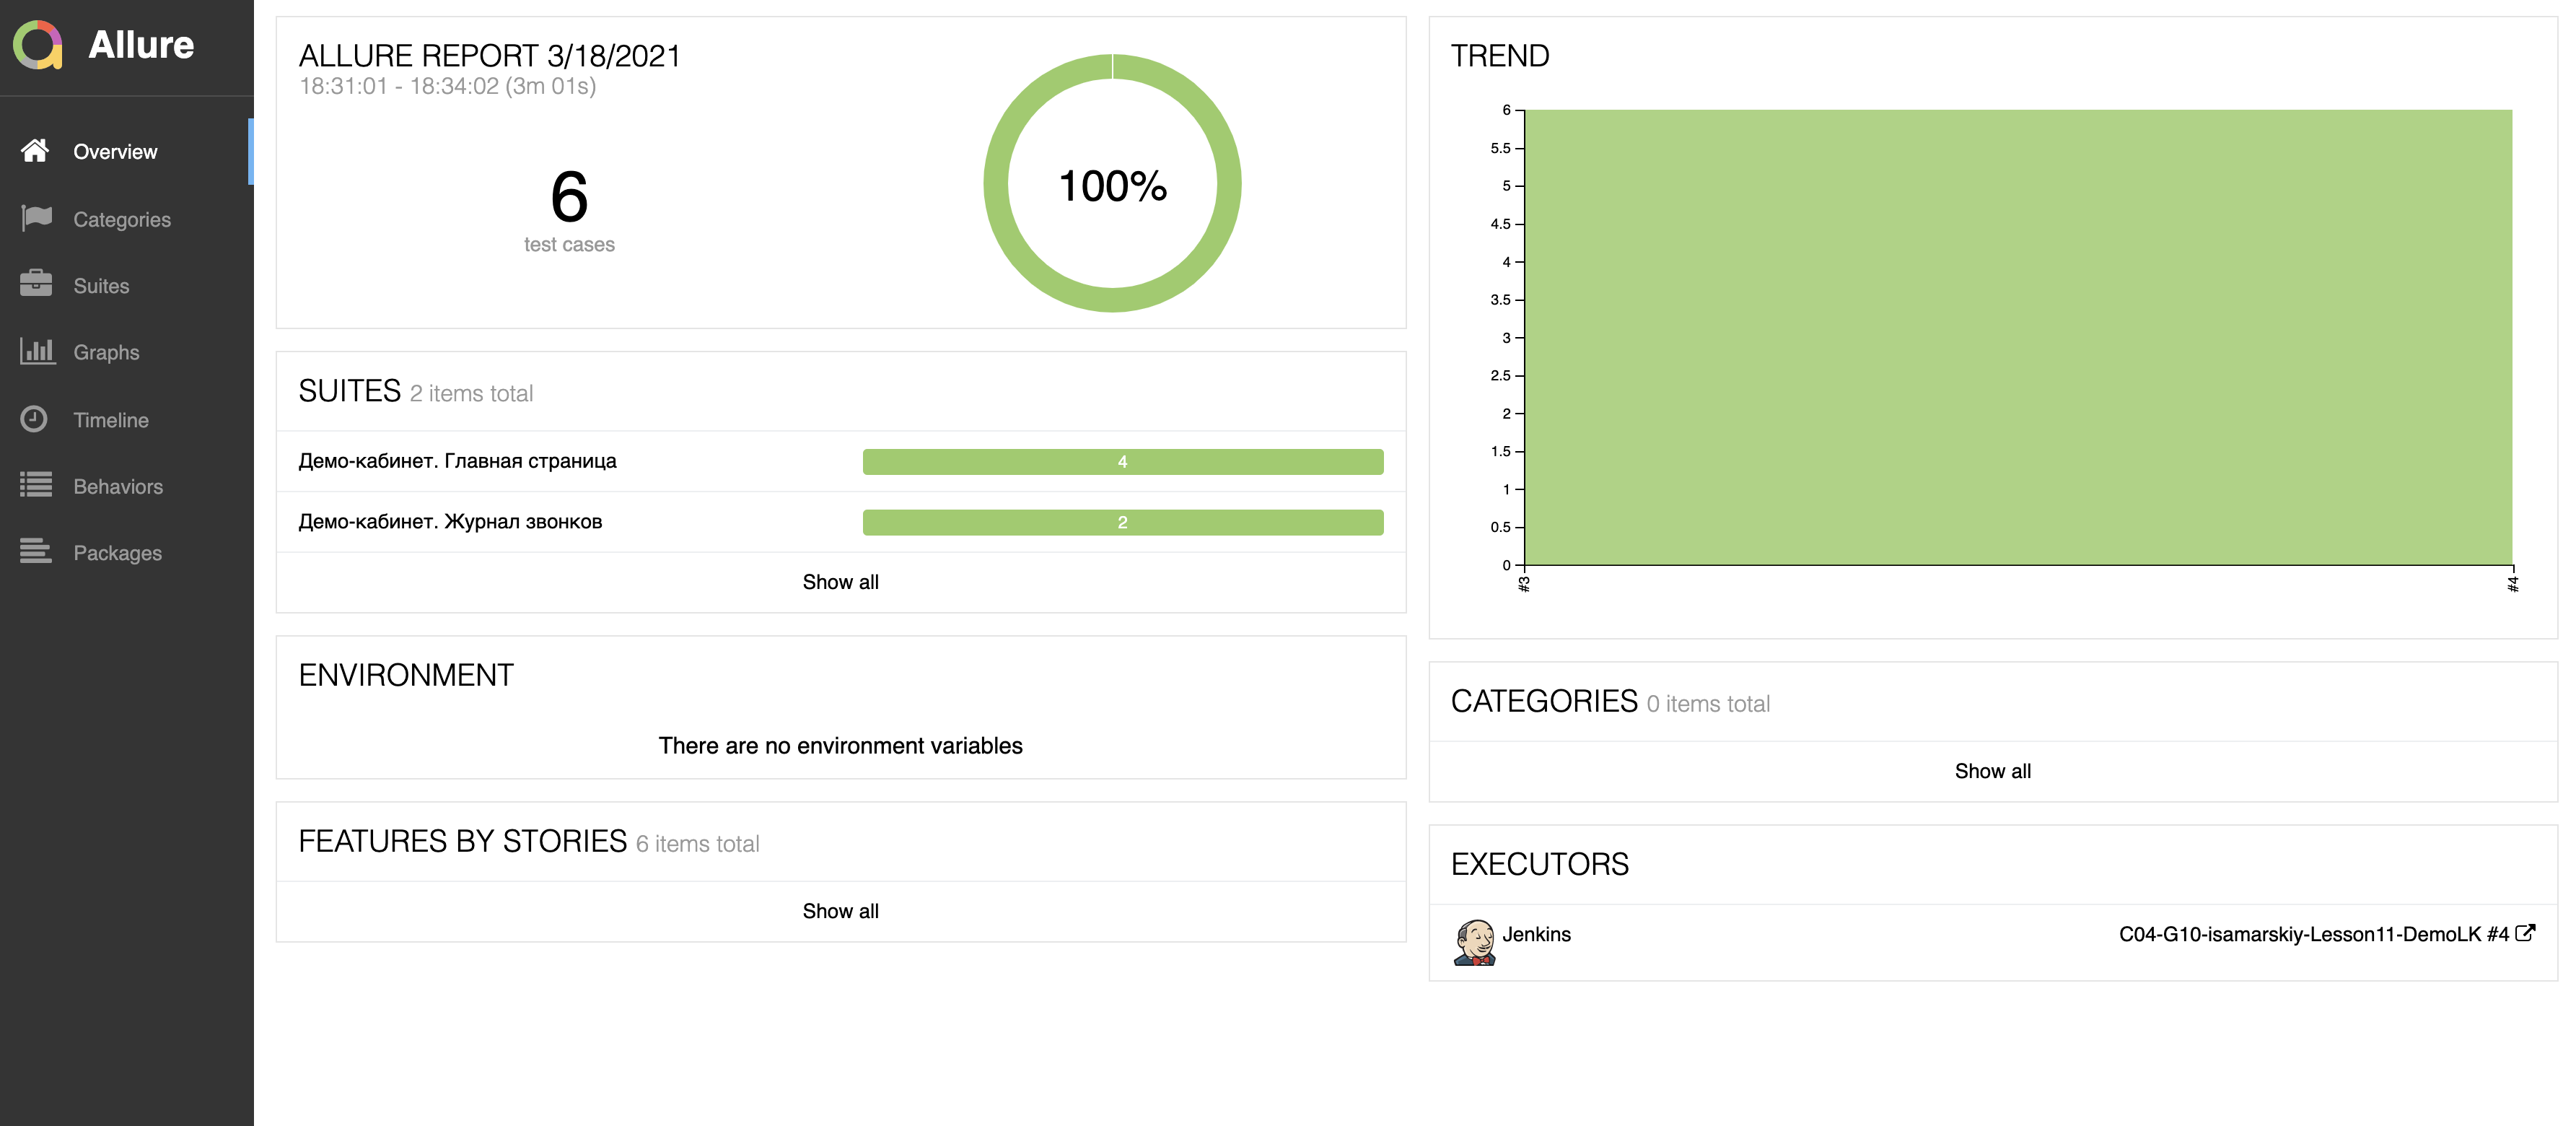 Allure
Overview
Categories
Suites
Graphs
Timeline
Behaviors
Packages
ALLURE REPORT 3/18/2021
18:31:01 - 18:34:02 (3m 01s)
6
test cases
100%
SUITES 2 items total
Демо-кабинет. Главная страница 4
Демо-кабинет. Журнал звонков 2
Show all
ENVIRONMENT
There are no environment variables
FEATURES BY STORIES 6 items total
Show all
TREND
6
5.5
5
4.5
4
3.5
3
2.5
2
1.5
1
0.5
0
#3 #4
CATEGORIES 0 items total
Show all
EXECUTORS
Jenkins C04-G10-isamarskiy-Lesson11-DemoLK #4